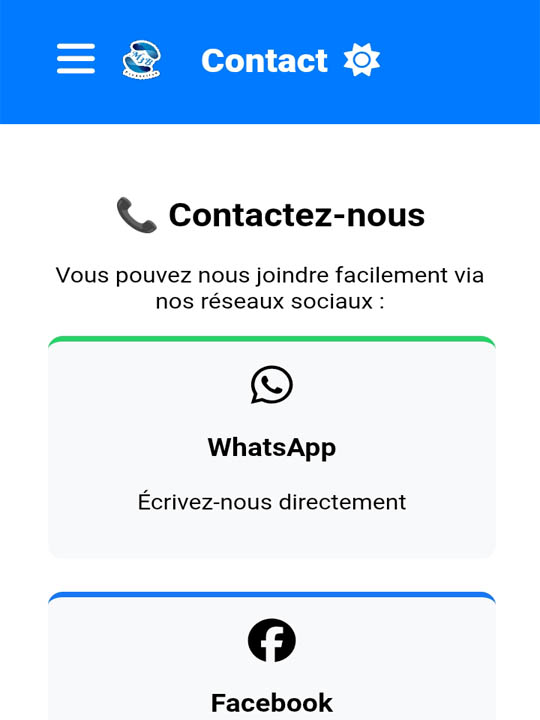 Contact
Contactez-nous
Vous pouvez nous joindre facilement via
nos réseaux sociaux :
WhatsApp
Écrivez-nous directement
Facebook